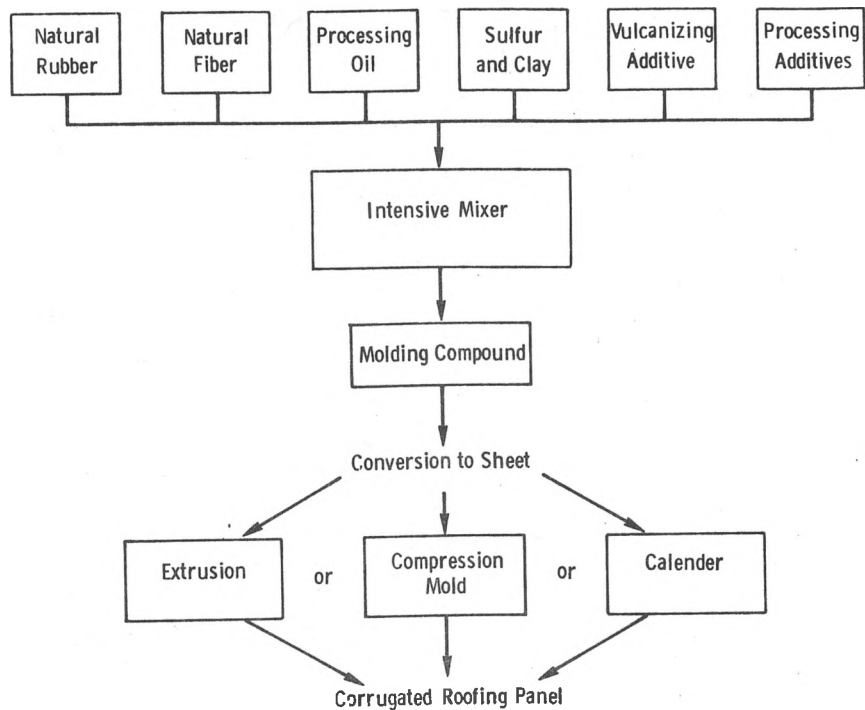 Natural
Rubber
Natural
Fiber
Processing
Oil
Sulfur
and Clay
Vulcanizing
Additive
Processing
Additives
Intensive Mixer
Molding Compound
Conversion to Sheet
Extrusion
or
Compression
Mold
or
Calender
Corrugated Roofing Panel